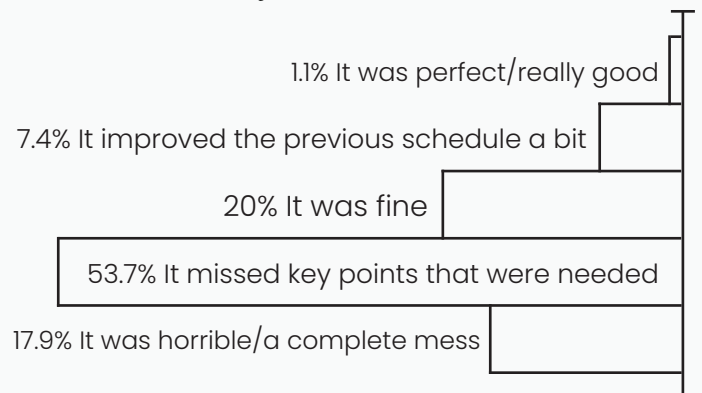 1.1% It was perfect/really good
7.4% It improved the previous schedule a bit
20% It was fine
53.7% It missed key points that were needed
17.9% It was horrible/a complete mess